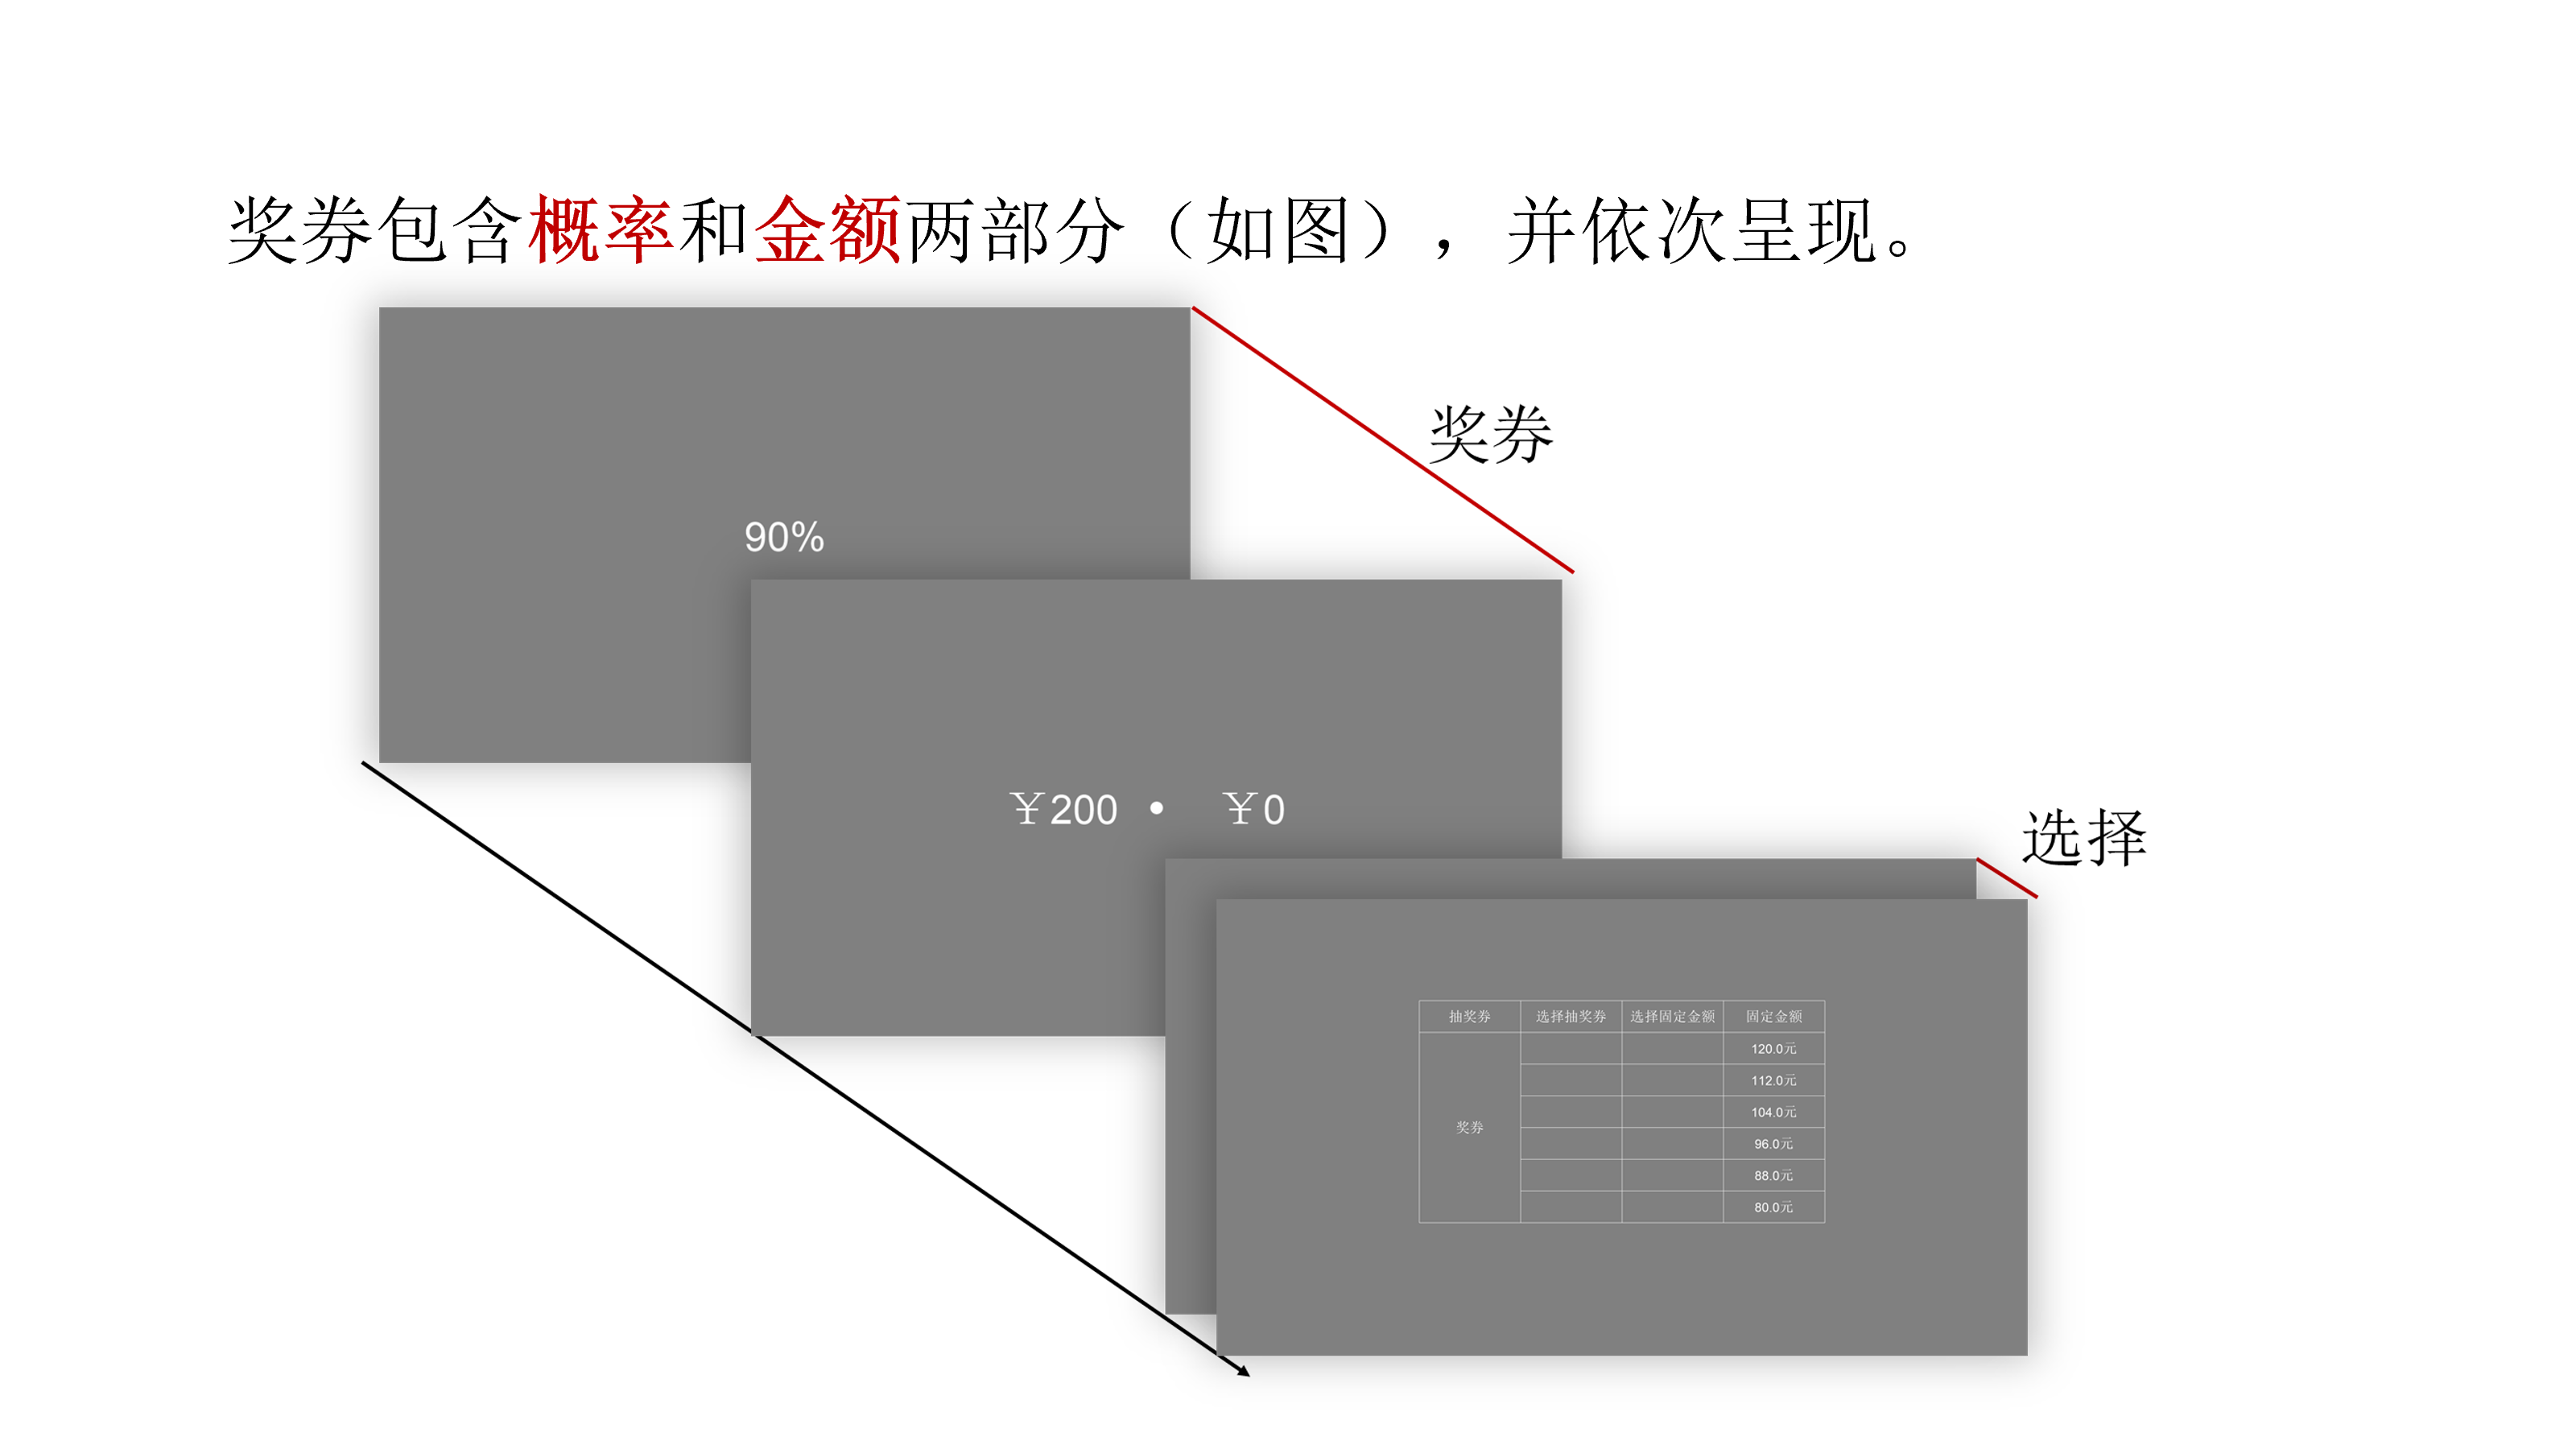 奖券包含概率和金额两部分（如图），并依次呈现。
奖券
90%
￥200 • ￥0
选择
抽奖券 选择抽奖券 选择固定金额 固定金额
120.0元
112.0元
104.0元
奖券
96.0元
88.0元
80.0元